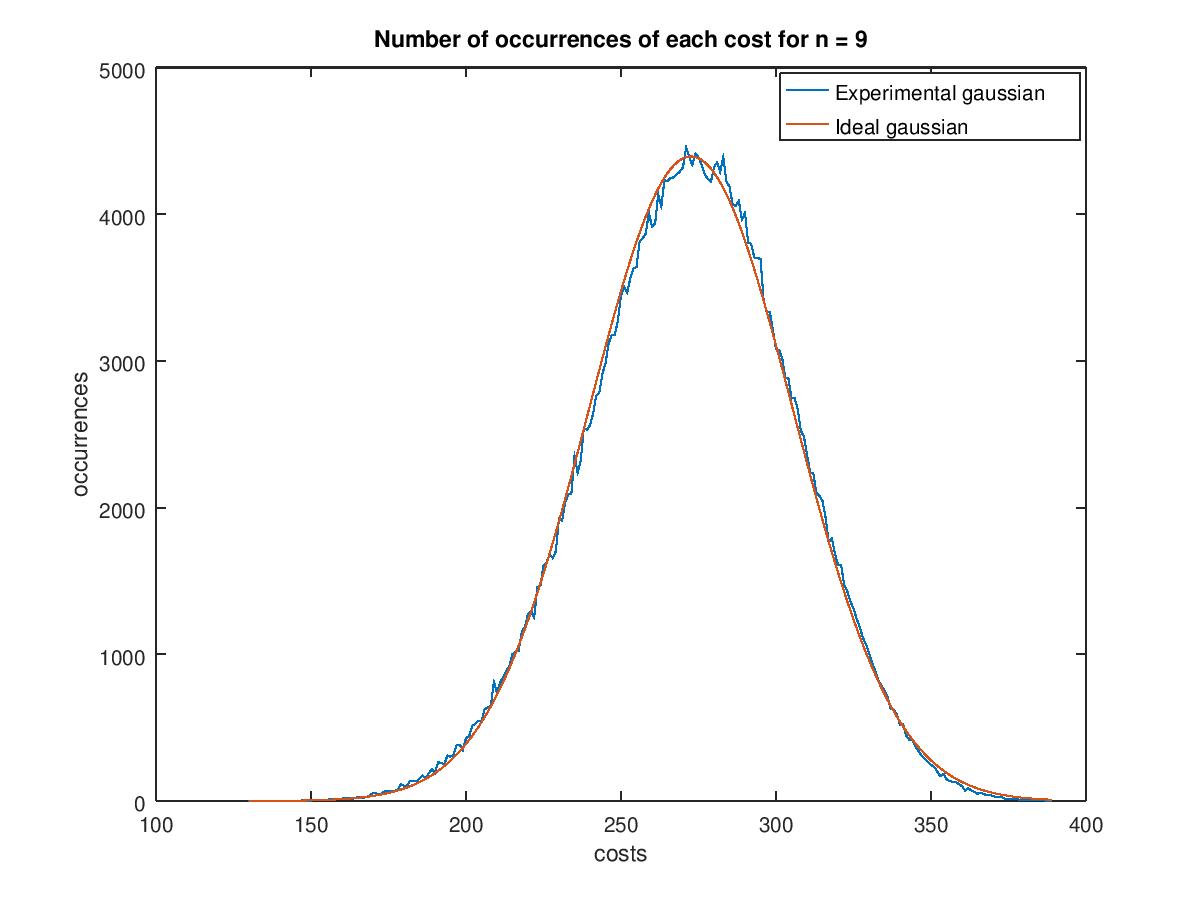 Number of occurrences of each cost for n = 9
5000
Experimental gaussian
Ideal gaussian
4000
3000
occurrences
2000
1000
0
100 150 200 250 300 350 400
costs